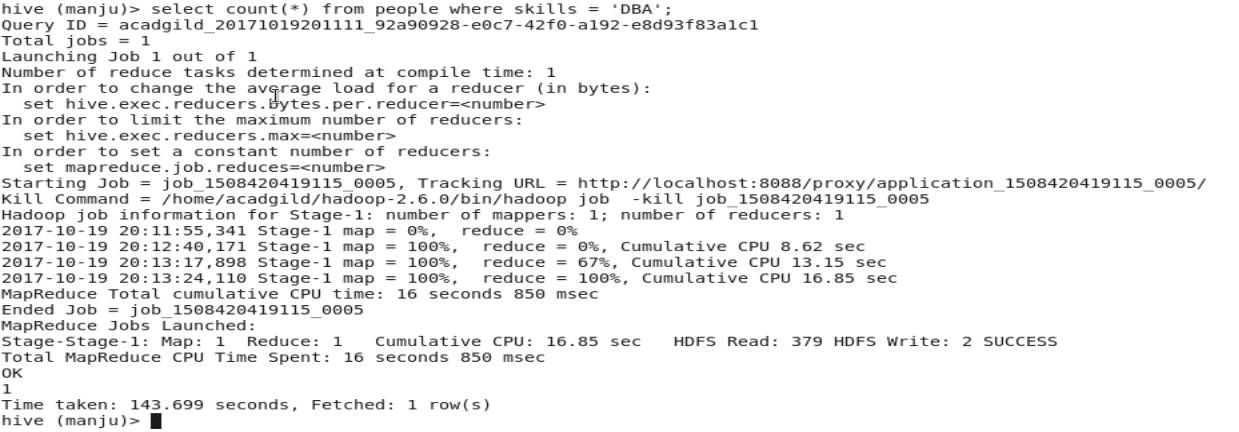 hive (manju)> select count(*) from people where skills = 'DBA';
Query ID = acadgild_20171019201111_92a90928-e0c7-42f0-a192-e8d93f83a1c1
Total jobs = 1
Launching Job 1 out of 1
Number of reduce tasks determined at compile time: 1
In order to change the average load for a reducer (in bytes):
  set hive.exec.reducers.bytes.per.reducer=<number>
In order to limit the maximum number of reducers:
  set hive.exec.reducers.max=<number>
In order to set a constant number of reducers:
  set mapreduce.job.reduces=<number>
Starting Job = job_1508420419115_0005, Tracking URL = http://localhost:8088/proxy/application_1508420419115_0005/
Kill Command = /home/acadgild/hadoop-2.6.0/bin/hadoop job  -kill job_1508420419115_0005
Hadoop job information for Stage-1: number of mappers: 1; number of reducers: 1
2017-10-19 20:11:55,341 Stage-1 map = 0%,  reduce = 0%
2017-10-19 20:12:40,171 Stage-1 map = 100%,  reduce = 0%, Cumulative CPU 8.62 sec
2017-10-19 20:13:17,898 Stage-1 map = 100%,  reduce = 67%, Cumulative CPU 13.15 sec
2017-10-19 20:13:24,110 Stage-1 map = 100%,  reduce = 100%, Cumulative CPU 16.85 sec
MapReduce Total cumulative CPU time: 16 seconds 850 msec
Ended Job = job_1508420419115_0005
MapReduce Jobs Launched:
Stage-Stage-1: Map: 1  Reduce: 1   Cumulative CPU: 16.85 sec   HDFS Read: 379 HDFS Write: 2 SUCCESS
Total MapReduce CPU Time Spent: 16 seconds 850 msec
OK
1
Time taken: 143.699 seconds, Fetched: 1 row(s)
hive (manju)>